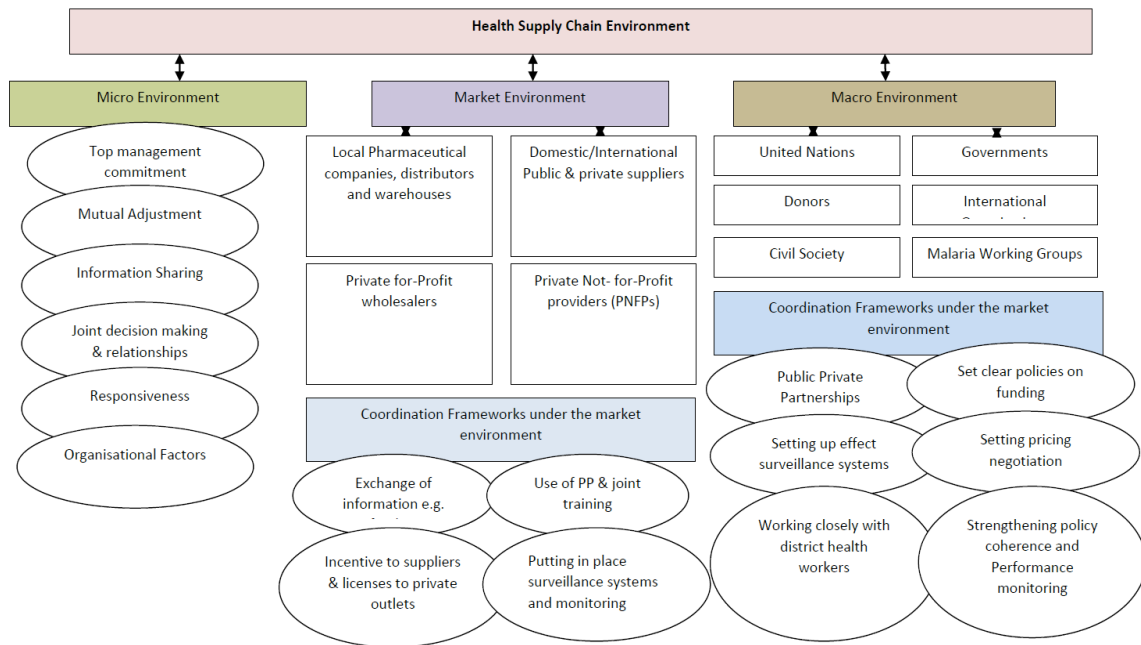 Health Supply Chain Environment
Micro Environment
Top management
commitment
Mutual Adjustment
Information Sharing
Joint decision making
& relationships
Responsiveness
Organisational Factors
Market Environment
Local Pharmaceutical
companies, distributors
and warehouses
Domestic/International
Public & private suppliers
Private for-Profit
wholesalers
Private Not- for-Profit
providers (PNFPs)
Coordination Frameworks under the market
environment
Exchange of
information e.g.
Use of PP & joint
training
Incentive to suppliers
& licenses to private
outlets
Putting in place
surveillance systems
and monitoring
Macro Environment
United Nations
Governments
Donors
International
Civil Society
Malaria Working Groups
Coordination Frameworks under the market
environment
Public Private
Partnerships
Set clear policies on
funding
Setting up effect
surveillance systems
Setting pricing
negotiation
Working closely with
district health
workers
Strengthening policy
coherence and
Performance
monitoring